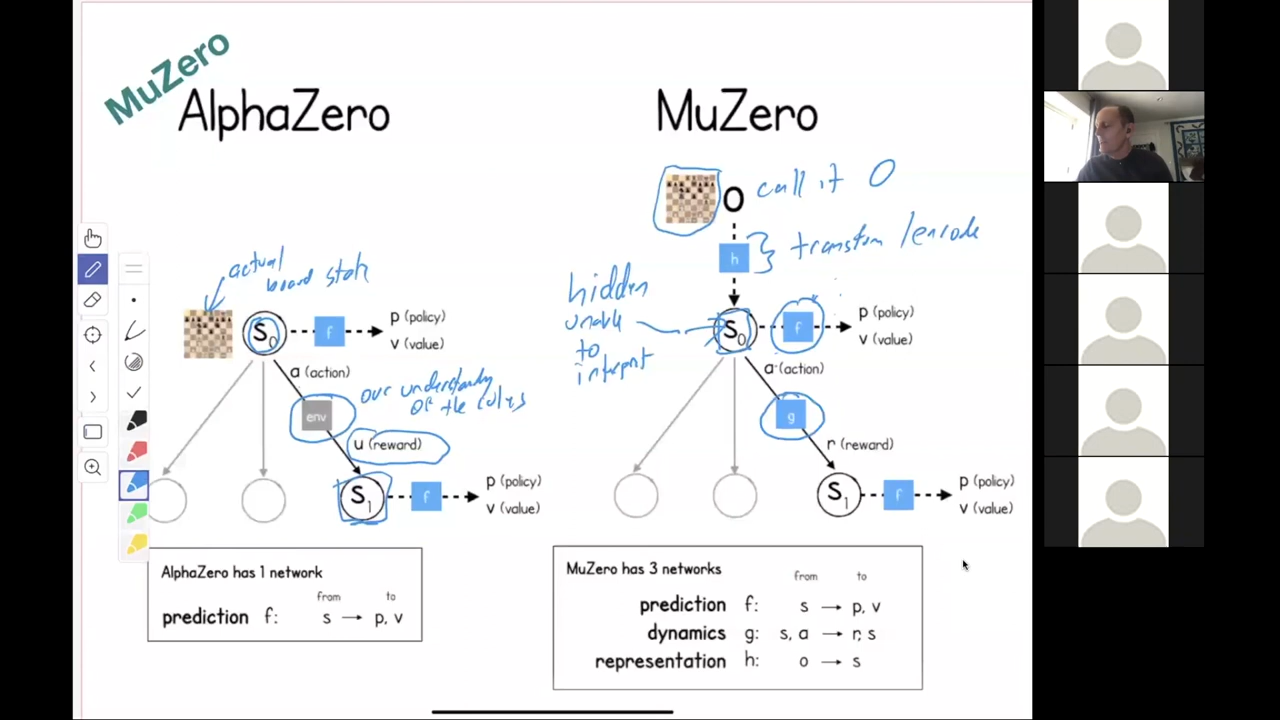 MuZero
AlphaZero
actual
board state
S0
f
p (policy)
v (value)
a (action)
our understanding
of the rules
env
u (reward)
S1
f
p (policy)
v (value)
AlphaZero has 1 network
from to
prediction f: s → p, v
MuZero
O call it O
h } transform / encode
hidden
unable
to
interpret
S0
f
p (policy)
v (value)
a (action)
g
r (reward)
S1
f
p (policy)
v (value)
MuZero has 3 networks
from to
prediction f: s → p, v
dynamics g: s, a → r, s
representation h: o → s